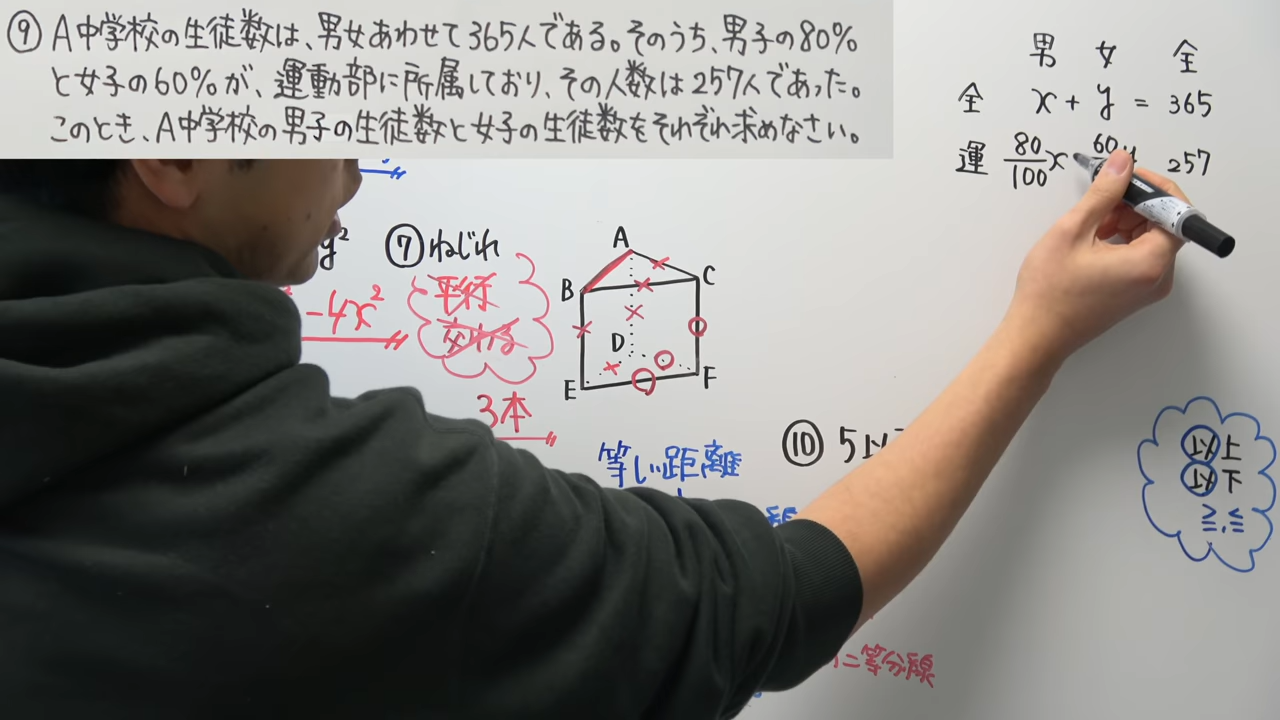 ⑨ A中学校の生徒数は、男女あわせて365人である。そのうち、男子の80%
と女子の60%が、運動部に所属しており、その人数は257人であった。
このとき、A中学校の男子の生徒数と女子の生徒数をそれぞれ求めなさい。
男 女 全
全 x + y = 365
運 80/100 x 60 257
y²
⑦ ねじれ
平行
交わる
-4x²
3本
A
B
C
D
E
F
等しい距離
⑩ 5以
以上
以下
≧,≦
二等分線